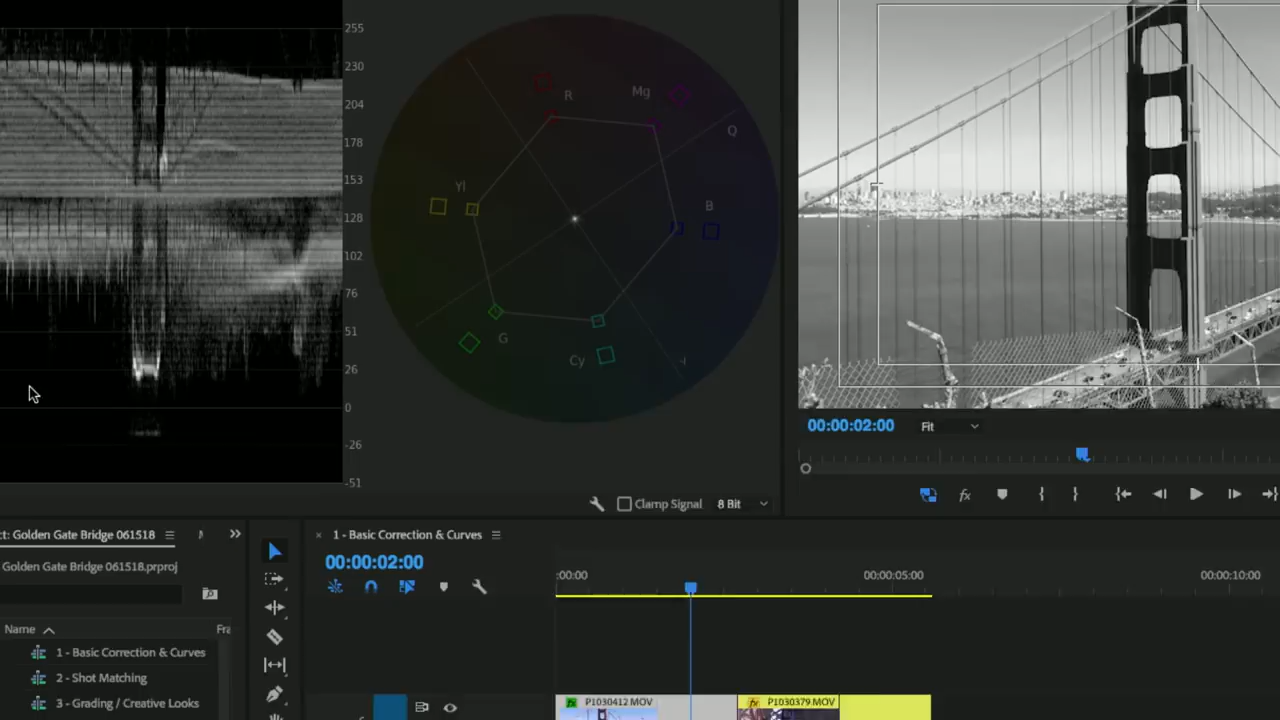 255
230
204
178
153
128
102
76
51
26
0
-26
-51
R
Mg
Q
Yl
B
G
Cy
-I
Clamp Signal
8 Bit
00:00:02:00
Fit
fx
ct: Golden Gate Bridge 061518
Golden Gate Bridge 061518.prproj
Name
Fra
1 - Basic Correction & Curves
2 - Shot Matching
3 - Grading / Creative Looks
× 1 - Basic Correction & Curves
00:00:02:00
:00:00
00:00:05:00
00:00:10:00
fx P1030412 MOV
fx P1030379.MOV